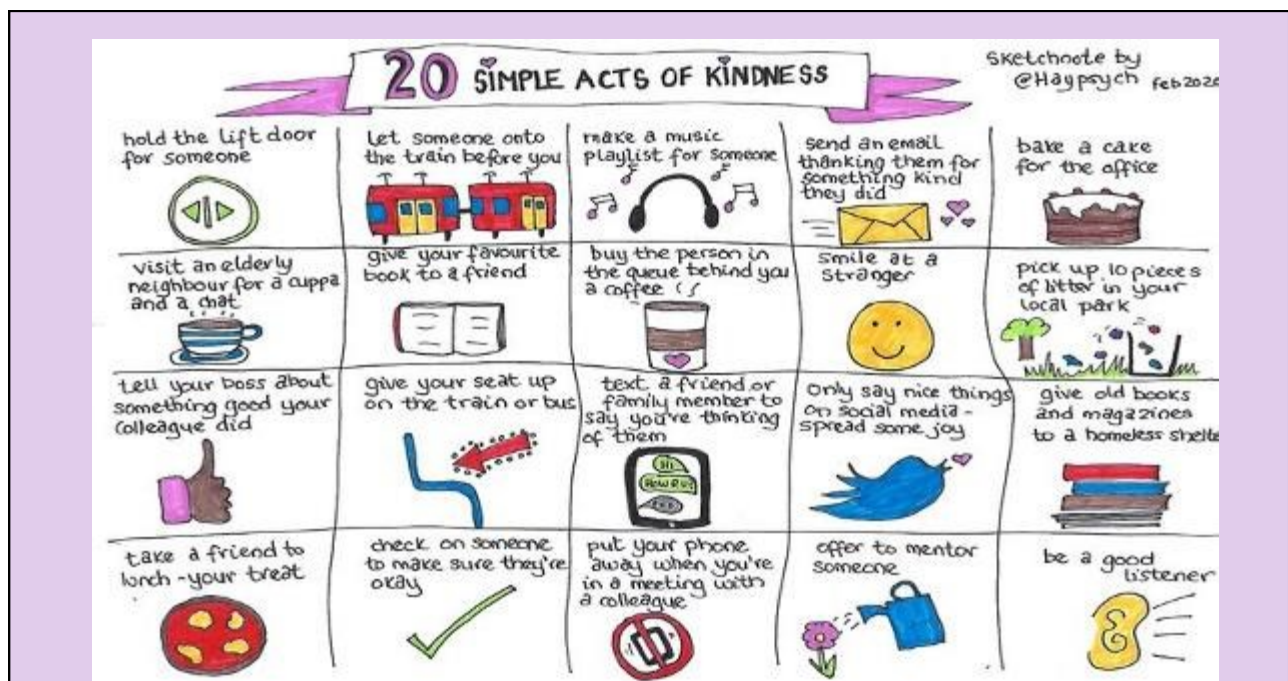 20 SIMPLE ACTS OF KINDNESS
Sketchnote by
@Haypsych feb 2020
hold the lift door
for someone
let someone onto
the train before you
make a music
playlist for someone
send an email
thanking them for
something kind
they did
bake a cake
for the office
visit an elderly
neighbour for a cuppa
and a chat
give your favourite
book to a friend
buy the person in
the queue behind you
a coffee
smile at a
stranger
pick up 10 pieces
of litter in your
local park
tell your boss about
something good your
colleague did
give your seat up
on the train or bus
text a friend or
family member to
say you're thinking
of them
Hi
How R U?
only say nice things
on social media -
spread some joy
give old books
and magazines
to a homeless shelte
take a friend to
lunch - your treat
check on someone
to make sure they're
okay
put your phone
away when you're
in a meeting with
a colleague
offer to mentor
someone
be a good
listener